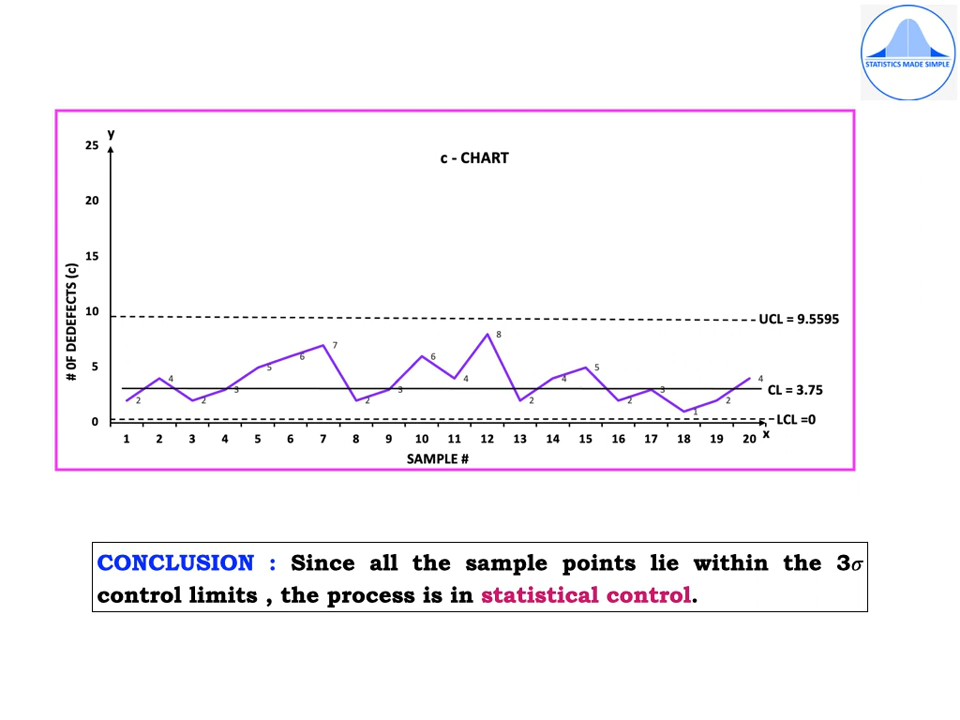 STATISTICS MADE SIMPLE
y
c - CHART
25
20
15
10
5
0
# 0F DEDEFECTS (c)
UCL = 9.5595
CL = 3.75
LCL =0
2 4 2 3 5 6 7 2 3 6 4 8 2 4 5 2 3 1 2 4
1 2 3 4 5 6 7 8 9 10 11 12 13 14 15 16 17 18 19 20 x
SAMPLE #
CONCLUSION : Since all the sample points lie within the 3σ
control limits , the process is in statistical control.